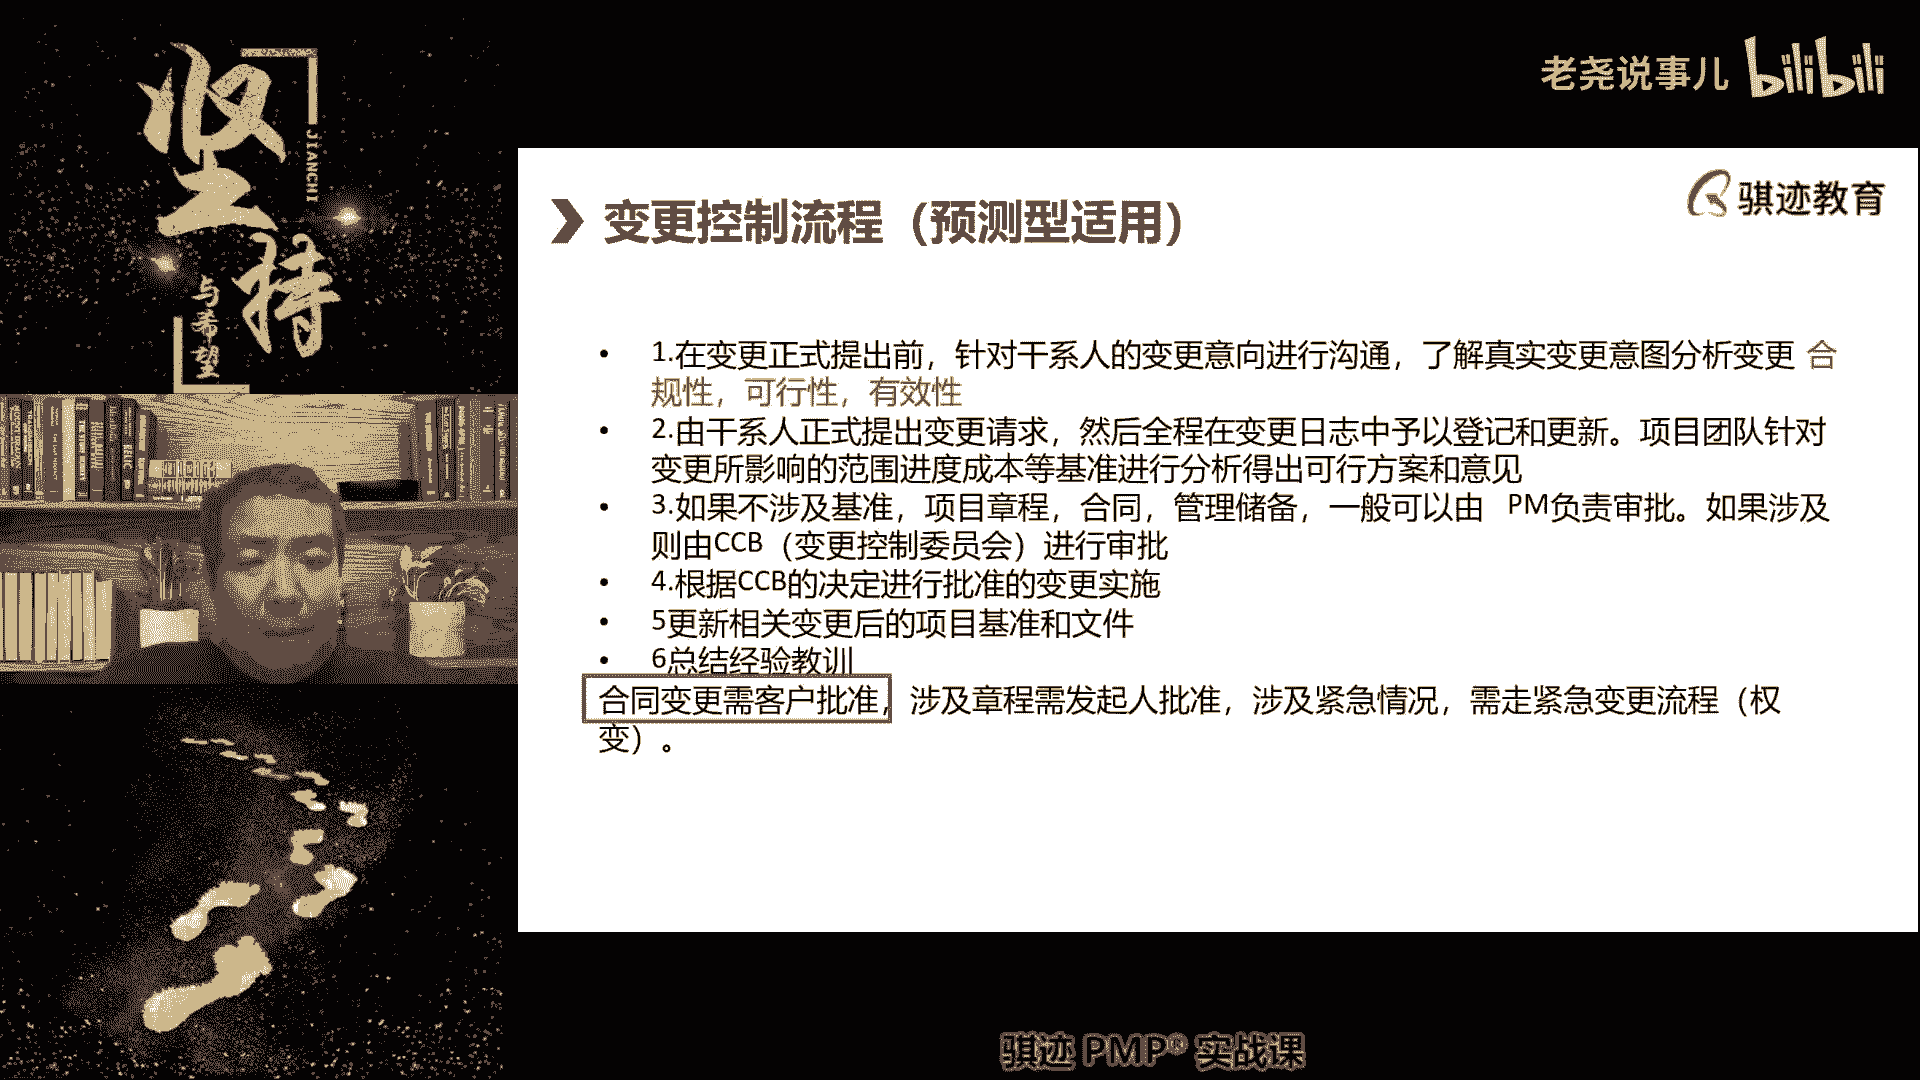 坚持
JIANCHI
与希望
老尧说事儿 bilibili
骐迹教育
变更控制流程（预测型适用）
• 1.在变更正式提出前，针对干系人的变更意向进行沟通，了解真实变更意图分析变更 合
规性，可行性，有效性
• 2.由干系人正式提出变更请求，然后全程在变更日志中予以登记和更新。项目团队针对
变更所影响的范围进度成本等基准进行分析得出可行方案和意见
• 3.如果不涉及基准，项目章程，合同，管理储备，一般可以由 PM负责审批。如果涉及
则由CCB（变更控制委员会）进行审批
• 4.根据CCB的决定进行批准的变更实施
• 5更新相关变更后的项目基准和文件
• 6总结经验教训
合同变更需客户批准，涉及章程需发起人批准，涉及紧急情况，需走紧急变更流程（权
变）。
骐迹 PMP® 实战课